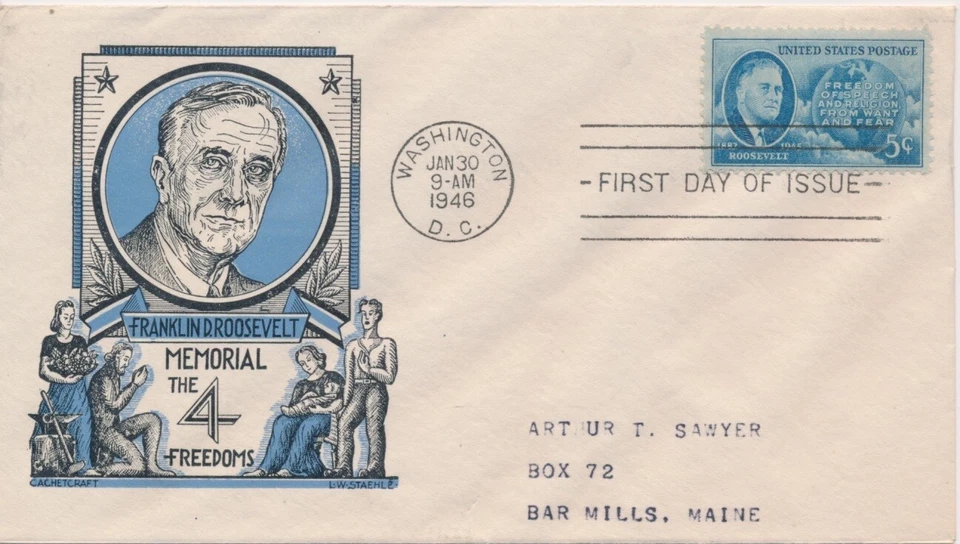 FRANKLIN D. ROOSEVELT
MEMORIAL
THE
4
FREEDOMS
CACHETCRAFT
L·W·STAEHLE
WASHINGTON
JAN 30
9-AM
1946
D. C.
UNITED STATES POSTAGE
FREEDOM
OF SPEECH
AND RELIGION
FROM WANT
AND FEAR
1882 1945
ROOSEVELT
5¢
- FIRST DAY OF ISSUE -
ARTHUR T. SAWYER
BOX 72
BAR MILLS, MAINE